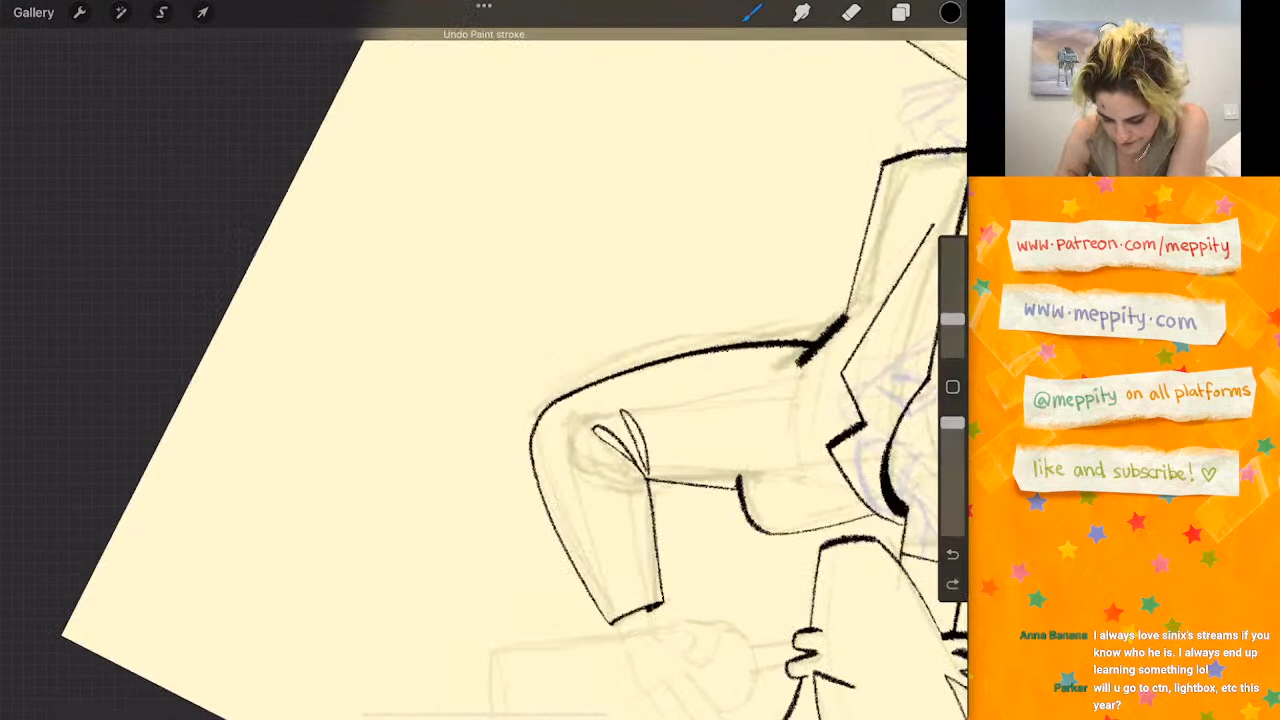 Gallery
Undo Paint stroke
www.patreon.com/meppity
www.meppity.com
@meppity on all platforms
like and subscribe! ♡
Anna Banana I always love sinix's streams if you
know who he is. I always end up
learning something lol
Parker will u go to ctn, lightbox, etc this
year?